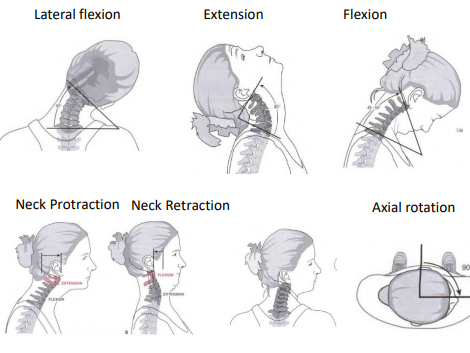 Lateral flexion
Extension
Flexion
Neck Protraction
Neck Retraction
Axial rotation
EXTENSION
FLEXION
FLEXION
EXTENSION
B
90